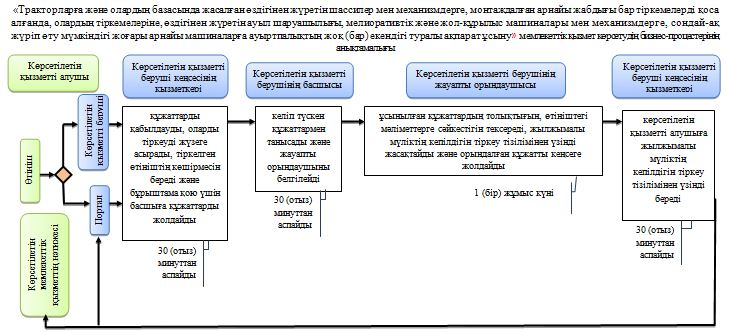 «Тракторларға және олардың базасында жасалған өздігінен жүретін шассилер мен механизмдерге, монтаждалған арнайы жабдығы бар тіркемелерді қоса
алғанда, олардың тіркемелеріне, өздігінен жүретін ауыл шаруашылығы, мелиоративтік және жол-құрылыс машиналары мен механизмдерге, сондай-ақ
жүріп өту мүмкіндігі жоғары арнайы машиналарға ауыртпалықтың жоқ (бар) екендігі туралы ақпарат ұсыну» мемлекеттік қызмет көрсетудің бизнес-процестерінің
анықтамалығы
Көрсетілетін
қызметті алушы
Көрсетілетін қызметті
беруші кеңсесінің
қызметкері
Көрсетілетін қызметті
берушінің басшысы
Көрсетілетін қызметті берушінің
жауапты орындаушысы
Көрсетілетін қызметті
беруші кеңсесінің
қызметкері
Өтініш
Көрсетілетін
қызметті беруші
Портал
құжаттарды
қабылдауды, оларды
тіркеуді жүзеге
асырады, тіркелген
өтініштің көшірмесін
береді және
бұрыштама қою үшін
басшыға құжаттарды
жолдайды
келіп түскен
құжаттармен
танысады және
жауапты
орындаушыны
белгілейді
ұсынылған құжаттардың толықтығын, өтініштегі
мәліметтерге сәйкестігін тексереді, жылжымалы
мүліктің кепілдігін тіркеу тізілімінен үзінді
жасақтайды және орындалған құжатты кеңсеге
жолдайды
көрсетілетін
қызметті алушыға
жылжымалы
мүліктің
кепілдігін тіркеу
тізілімінен үзінді
береді
30 (отыз)
минуттан
аспайды
30 (отыз)
минуттан
аспайды
1 (бір) жұмыс күні
30 (отыз)
минуттан
аспайды
Көрсетілетін
мемлекеттік
қызметтің нәтижесі